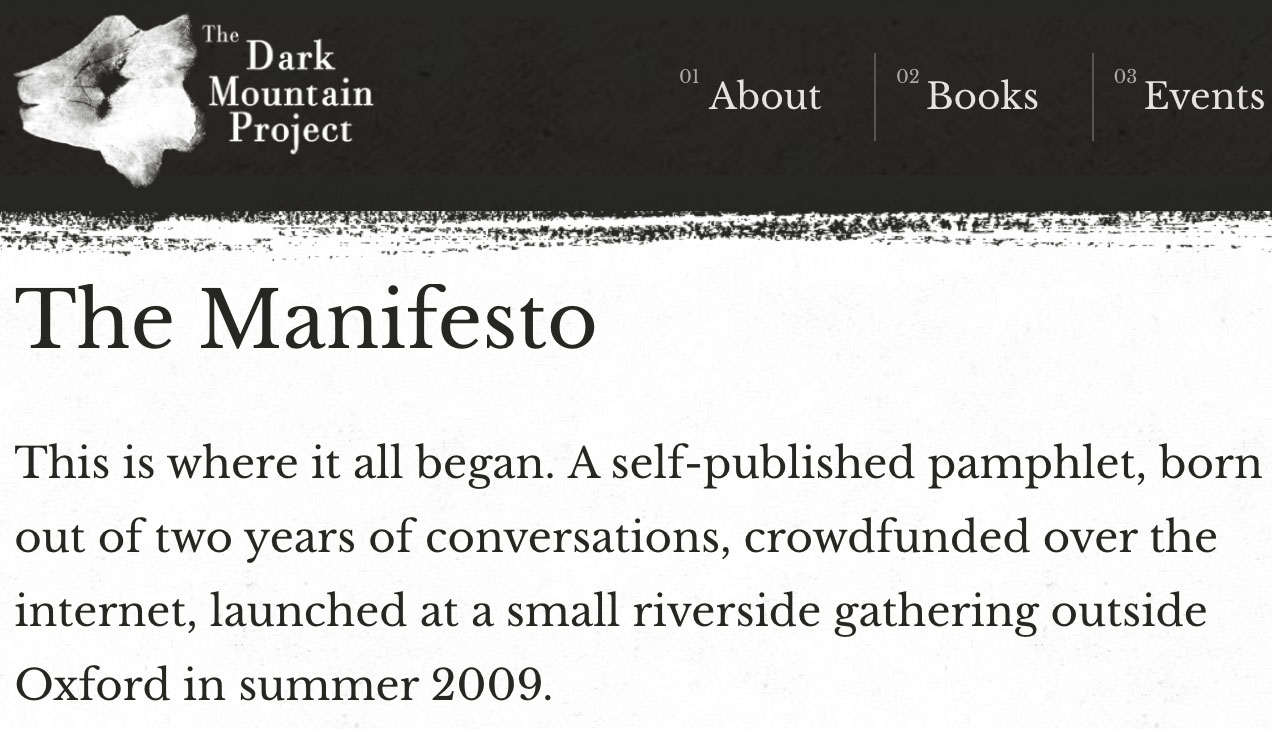 The
Dark
Mountain
Project
01 About
02 Books
03 Events
The Manifesto
This is where it all began. A self-published pamphlet, born
out of two years of conversations, crowdfunded over the
internet, launched at a small riverside gathering outside
Oxford in summer 2009.